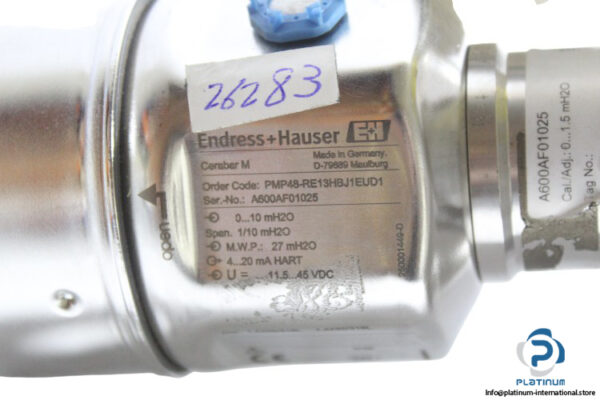 26283
Endress+Hauser E+H
Cerabar M
Made in Germany,
D-79689 Maulburg
Order Code: PMP48-RE13HBJ1EUD1
Ser.-No.: A600AF01025
0...10 mH2O
Span. 1/10 mH2O
M.W.P.: 27 mH2O
4...20 mA HART
U = ...11,5...45 VDC
open
A600AF01025
Cal./Adj.: 0...1.5 mH2O
Tag No.:
PLATINUM
Info@platinum-international.store